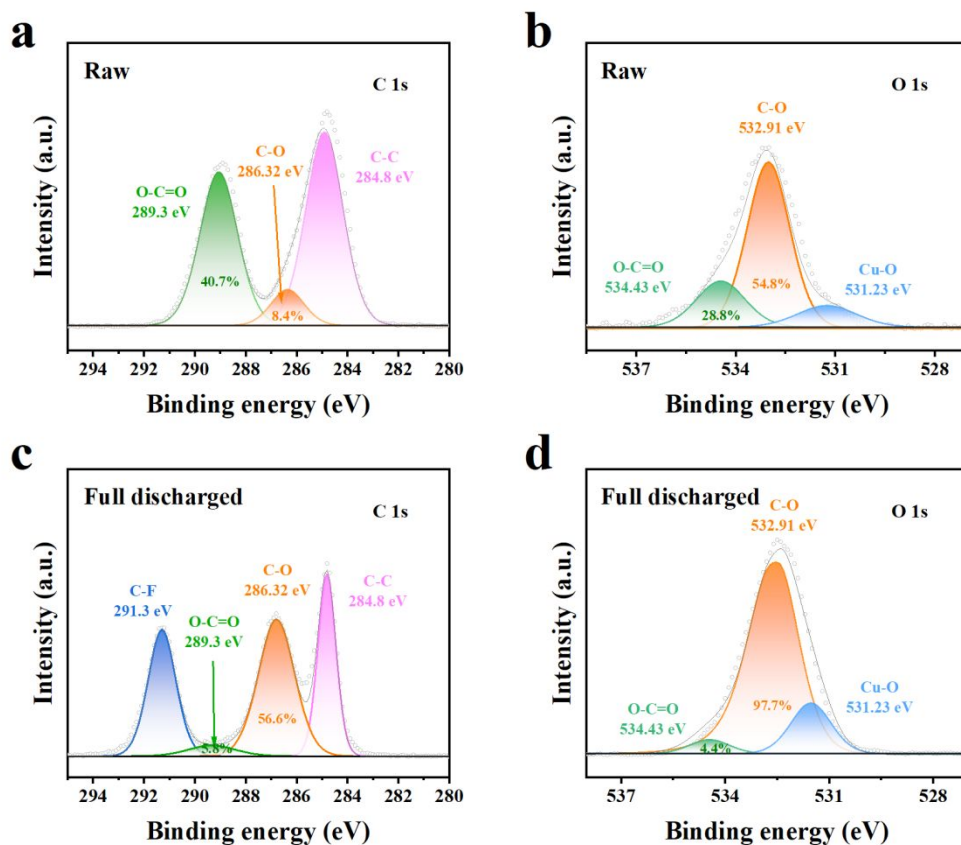 a
Raw
C 1s
C-O
286.32 eV
C-C
284.8 eV
O-C=O
289.3 eV
40.7%
8.4%
Intensity (a.u.)
294 292 290 288 286 284 282 280
Binding energy (eV)
b
Raw
O 1s
C-O
532.91 eV
O-C=O
534.43 eV
Cu-O
531.23 eV
54.8%
28.8%
Intensity (a.u.)
537 534 531 528
Binding energy (eV)
c
Full discharged
C 1s
C-F
291.3 eV
O-C=O
289.3 eV
C-O
286.32 eV
C-C
284.8 eV
56.6%
5.8%
Intensity (a.u.)
294 292 290 288 286 284 282 280
Binding energy (eV)
d
Full discharged
O 1s
C-O
532.91 eV
Cu-O
531.23 eV
O-C=O
534.43 eV
97.7%
4.4%
Intensity (a.u.)
537 534 531 528
Binding energy (eV)